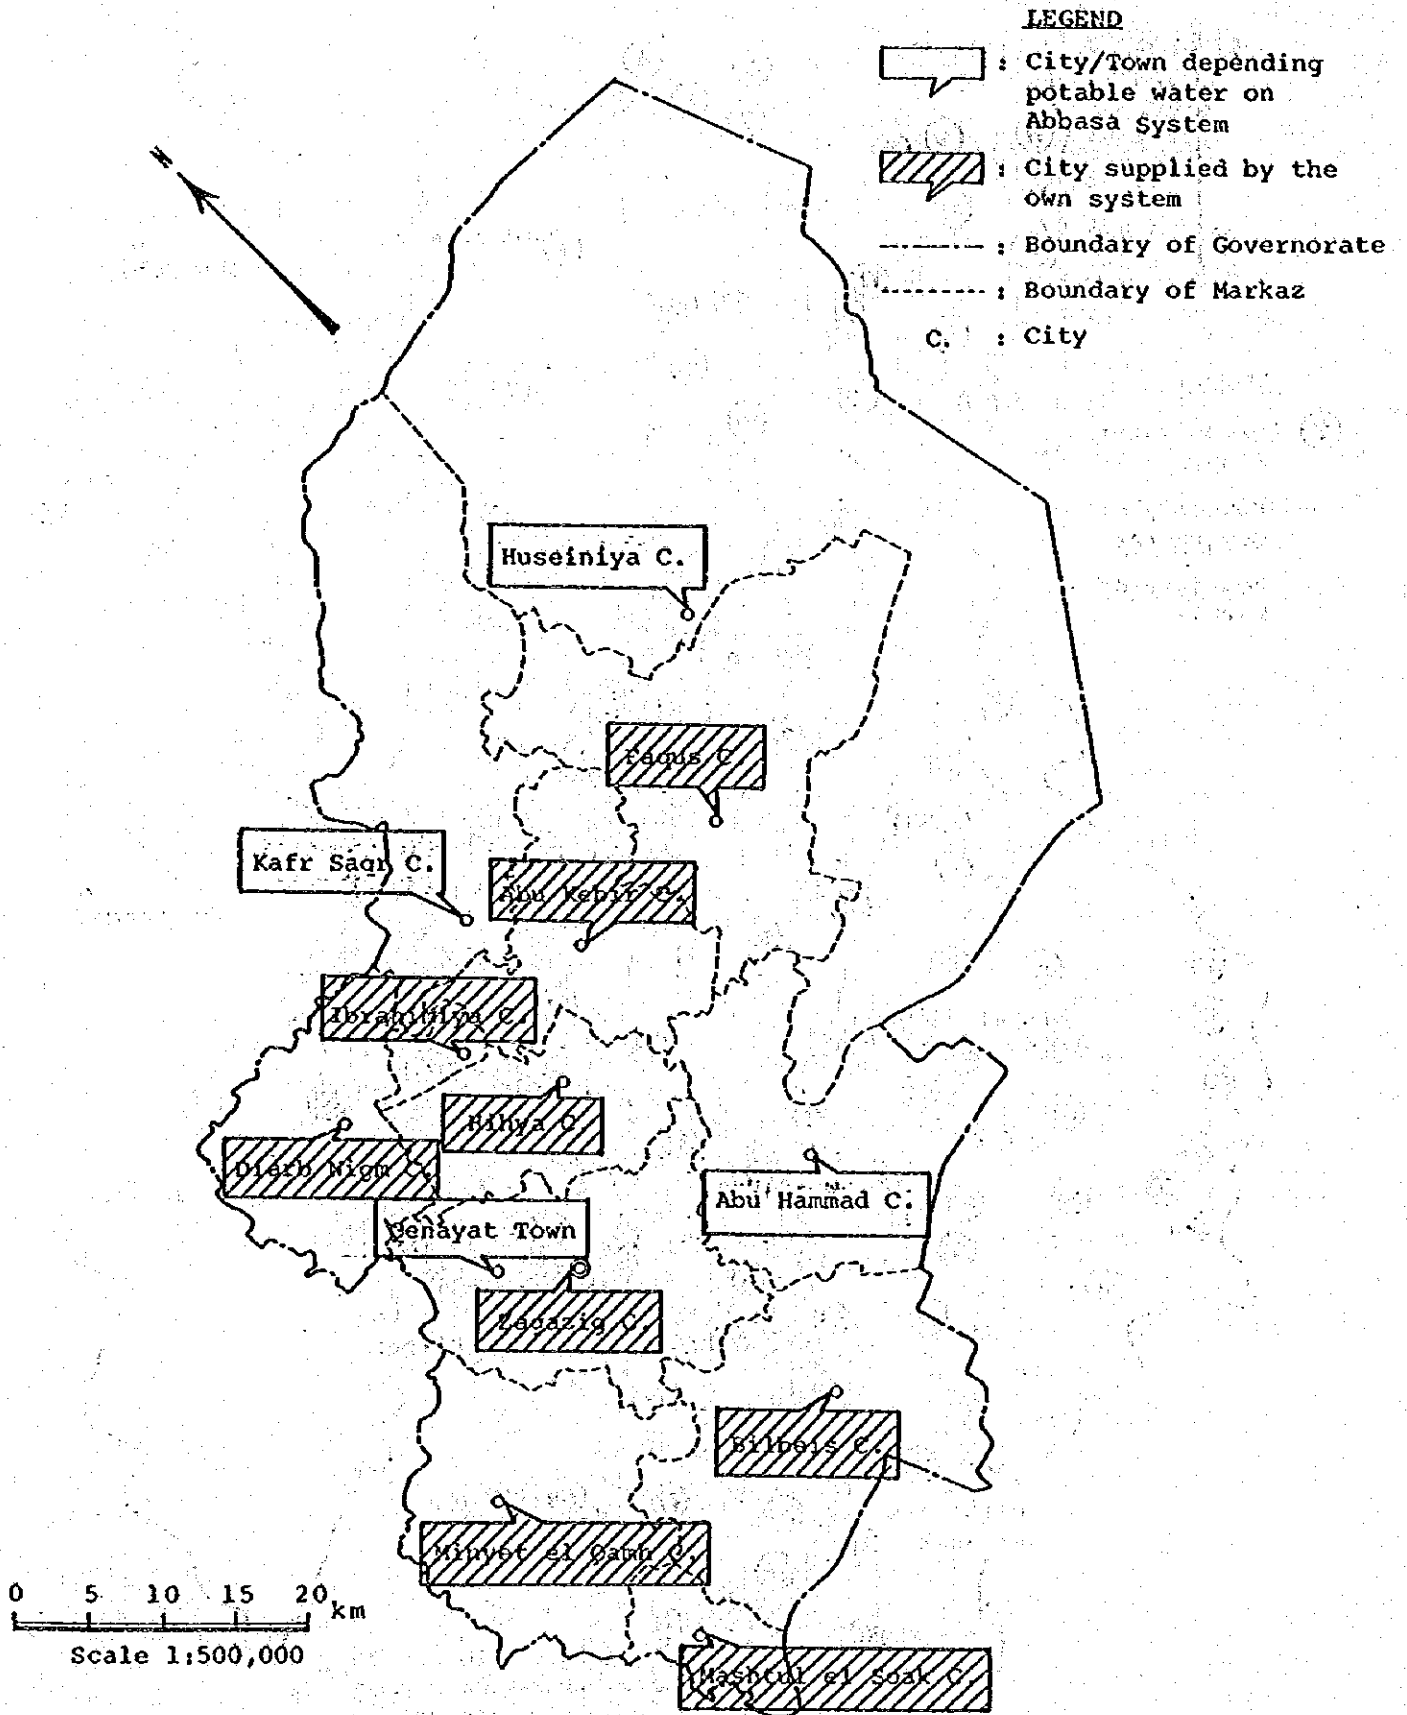 LEGEND
: City/Town depending
potable water on
Abbasa System
: City supplied by the
own system
: Boundary of Governorate
: Boundary of Markaz
C. : City
N
Huseiniya C.
Faqus C
Kafr Saqr C.
Abu Kebir C.
Ibrahimiya C.
Hihya C
Diarb Nigm C.
Abu Hammad C.
Qenayat Town
Zagazig C.
Bilbeis C.
Minyet el Qamh C.
0 5 10 15 20 km
Scale 1:500,000
Mashtul el Soak C.